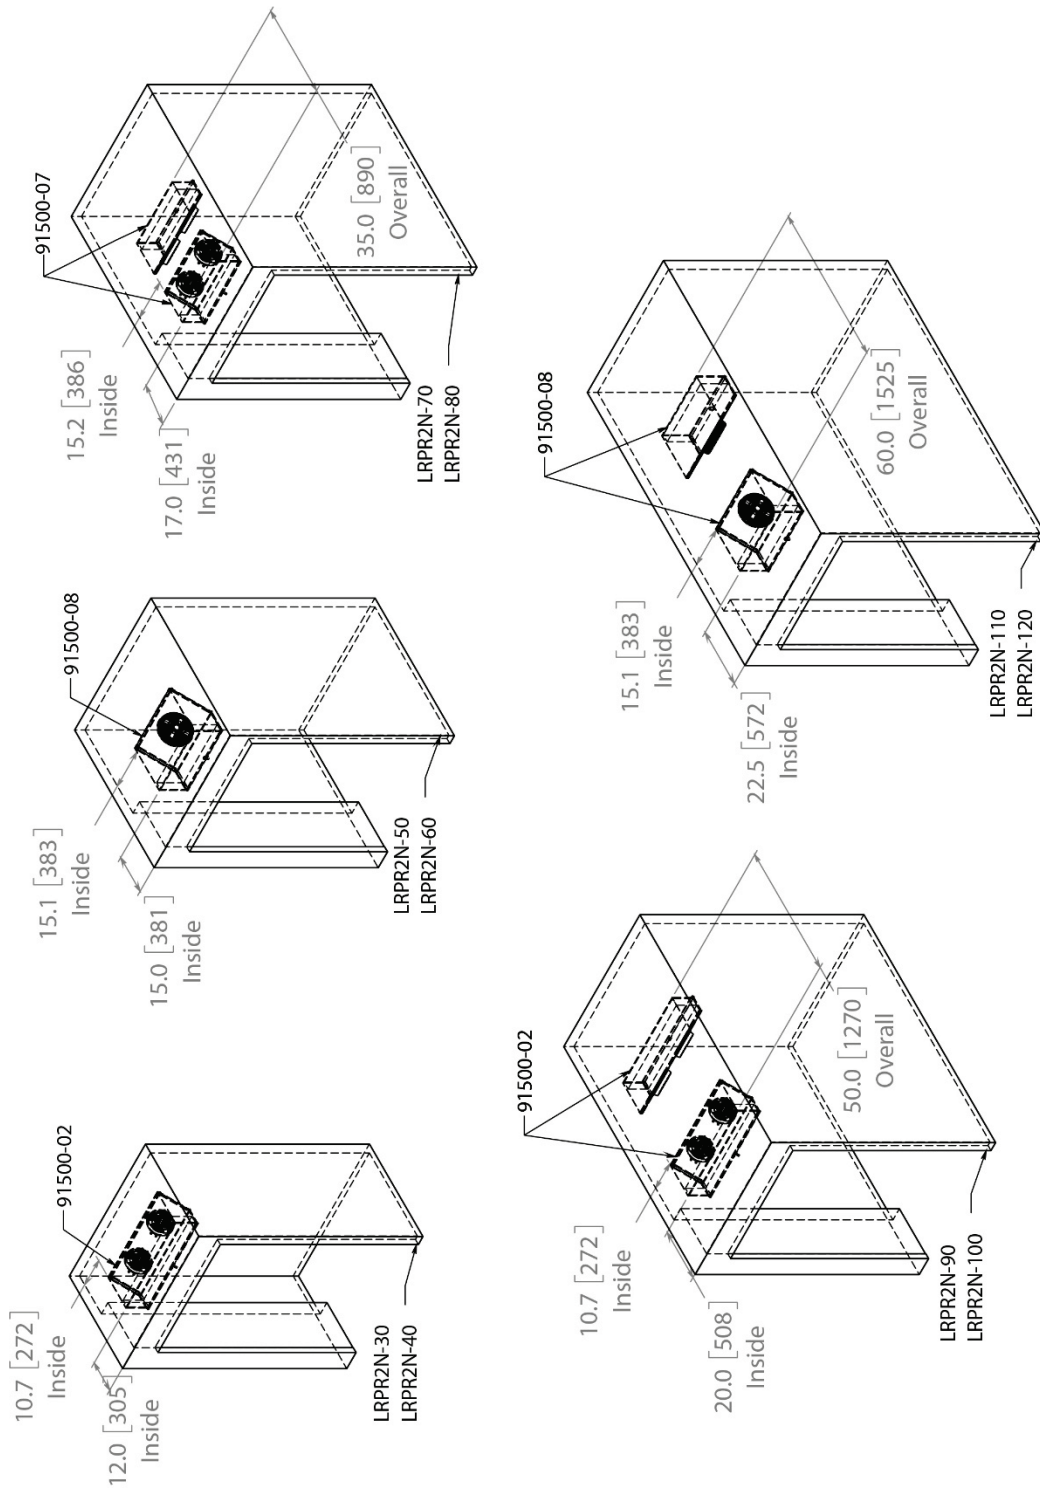 91500-02
10.7 [272]
Inside
12.0 [305]
Inside
LRPR2N-30
LRPR2N-40
91500-08
15.1 [383]
Inside
15.0 [381]
Inside
LRPR2N-50
LRPR2N-60
91500-07
15.2 [386]
Inside
17.0 [431]
Inside
35.0 [890]
Overall
LRPR2N-70
LRPR2N-80
91500-02
10.7 [272]
Inside
20.0 [508]
Inside
50.0 [1270]
Overall
LRPR2N-90
LRPR2N-100
91500-08
15.1 [383]
Inside
22.5 [572]
Inside
60.0 [1525]
Overall
LRPR2N-110
LRPR2N-120